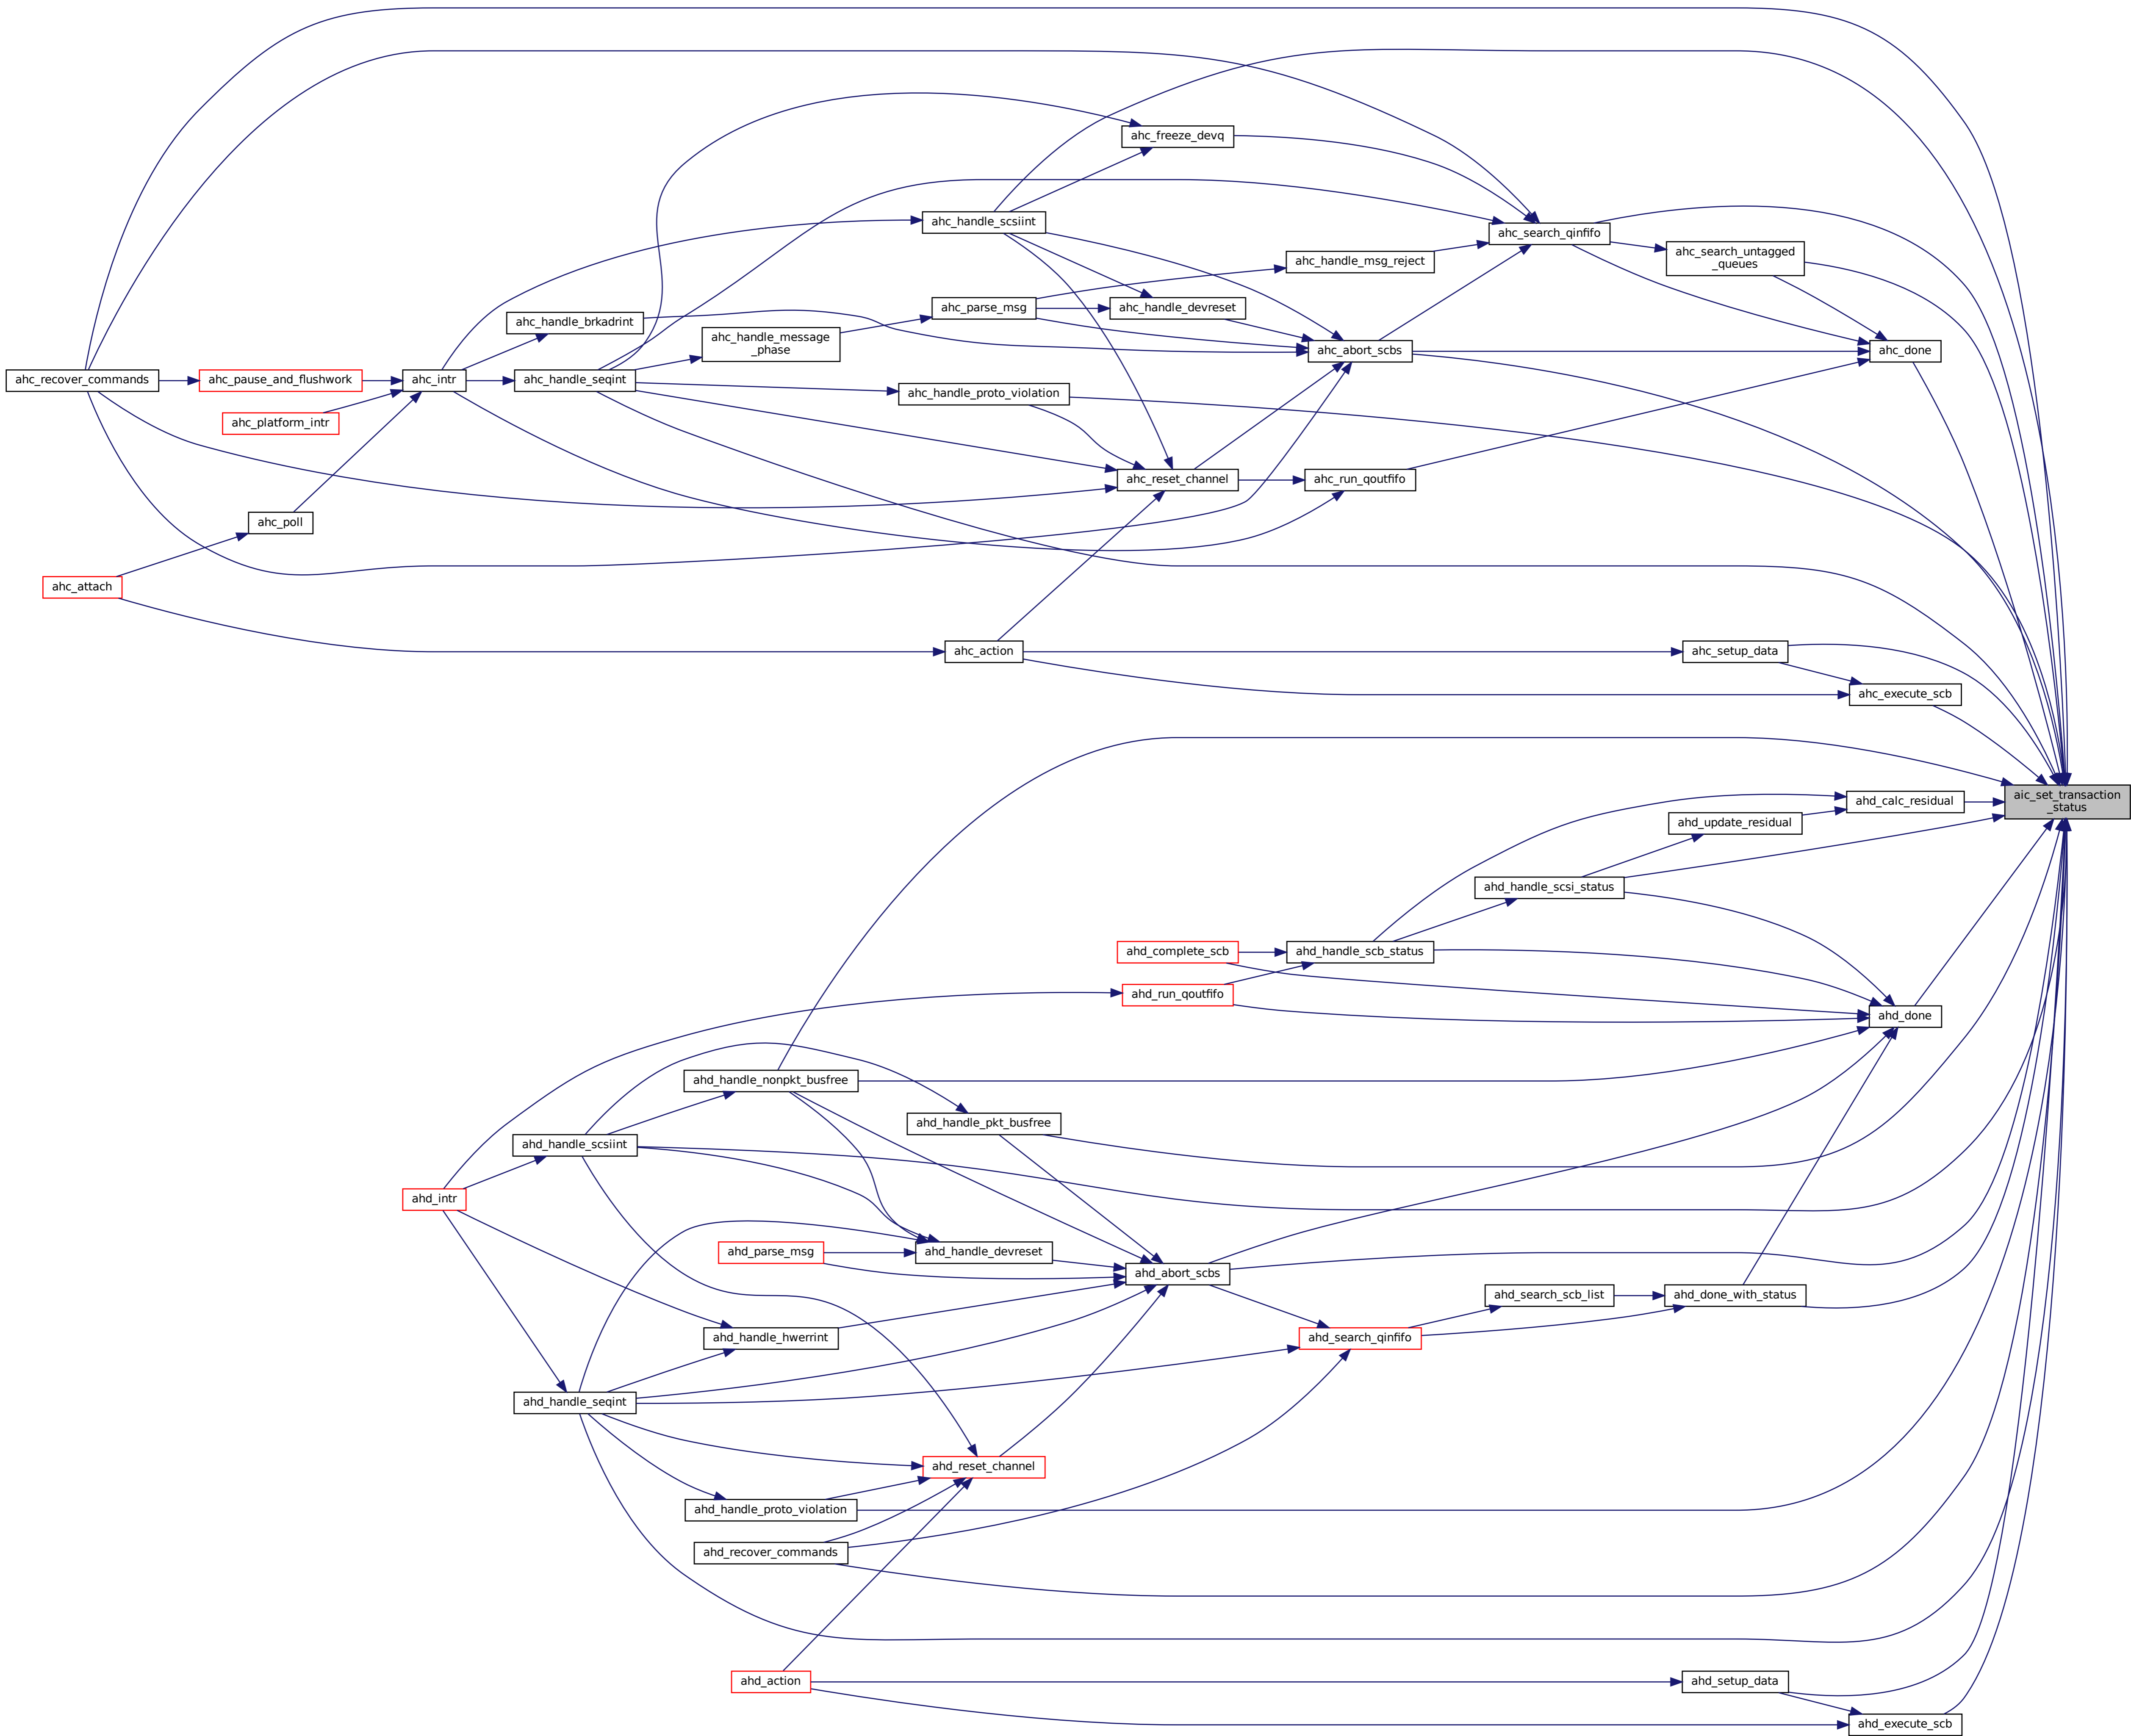 ahc_freeze_devq
ahc_handle_scsiint
ahc_search_qinfifo
ahc_search_untagged
_queues
ahc_handle_msg_reject
ahc_handle_brkadrint
ahc_parse_msg
ahc_handle_devreset
ahc_handle_message
_phase
ahc_abort_scbs
ahc_done
ahc_recover_commands
ahc_pause_and_flushwork
ahc_intr
ahc_handle_seqint
ahc_handle_proto_violation
ahc_platform_intr
ahc_reset_channel
ahc_run_qoutfifo
ahc_poll
ahc_attach
ahc_action
ahc_setup_data
ahc_execute_scb
aic_set_transaction
_status
ahd_calc_residual
ahd_update_residual
ahd_handle_scsi_status
ahd_complete_scb
ahd_handle_scb_status
ahd_run_qoutfifo
ahd_done
ahd_handle_nonpkt_busfree
ahd_handle_pkt_busfree
ahd_handle_scsiint
ahd_intr
ahd_parse_msg
ahd_handle_devreset
ahd_abort_scbs
ahd_search_scb_list
ahd_done_with_status
ahd_handle_hwerrint
ahd_search_qinfifo
ahd_handle_seqint
ahd_reset_channel
ahd_handle_proto_violation
ahd_recover_commands
ahd_action
ahd_setup_data
ahd_execute_scb